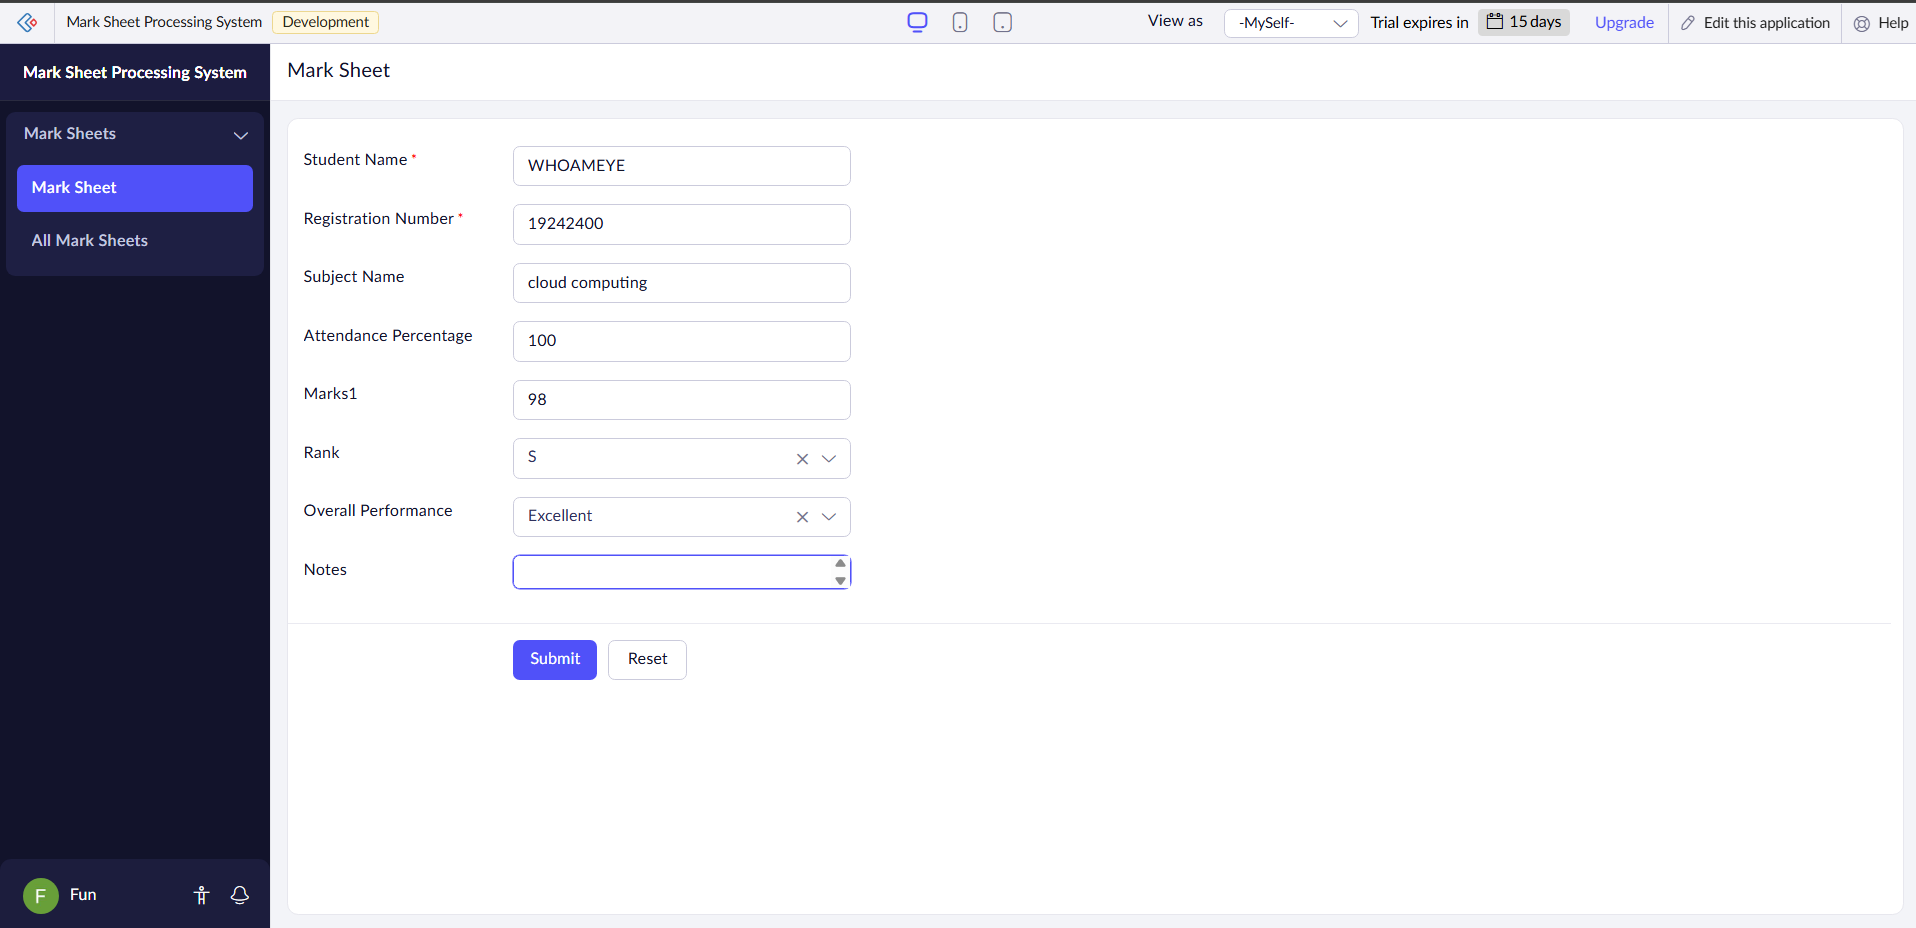 Mark Sheet Processing System Development View as -MySelf- Trial expires in 15 days Upgrade Edit this application Help
Mark Sheet Processing System
Mark Sheets
Mark Sheet
All Mark Sheets
F Fun
Mark Sheet
Student Name * WHOAMEYE
Registration Number * 19242400
Subject Name cloud computing
Attendance Percentage 100
Marks1 98
Rank S
Overall Performance Excellent
Notes
Submit Reset